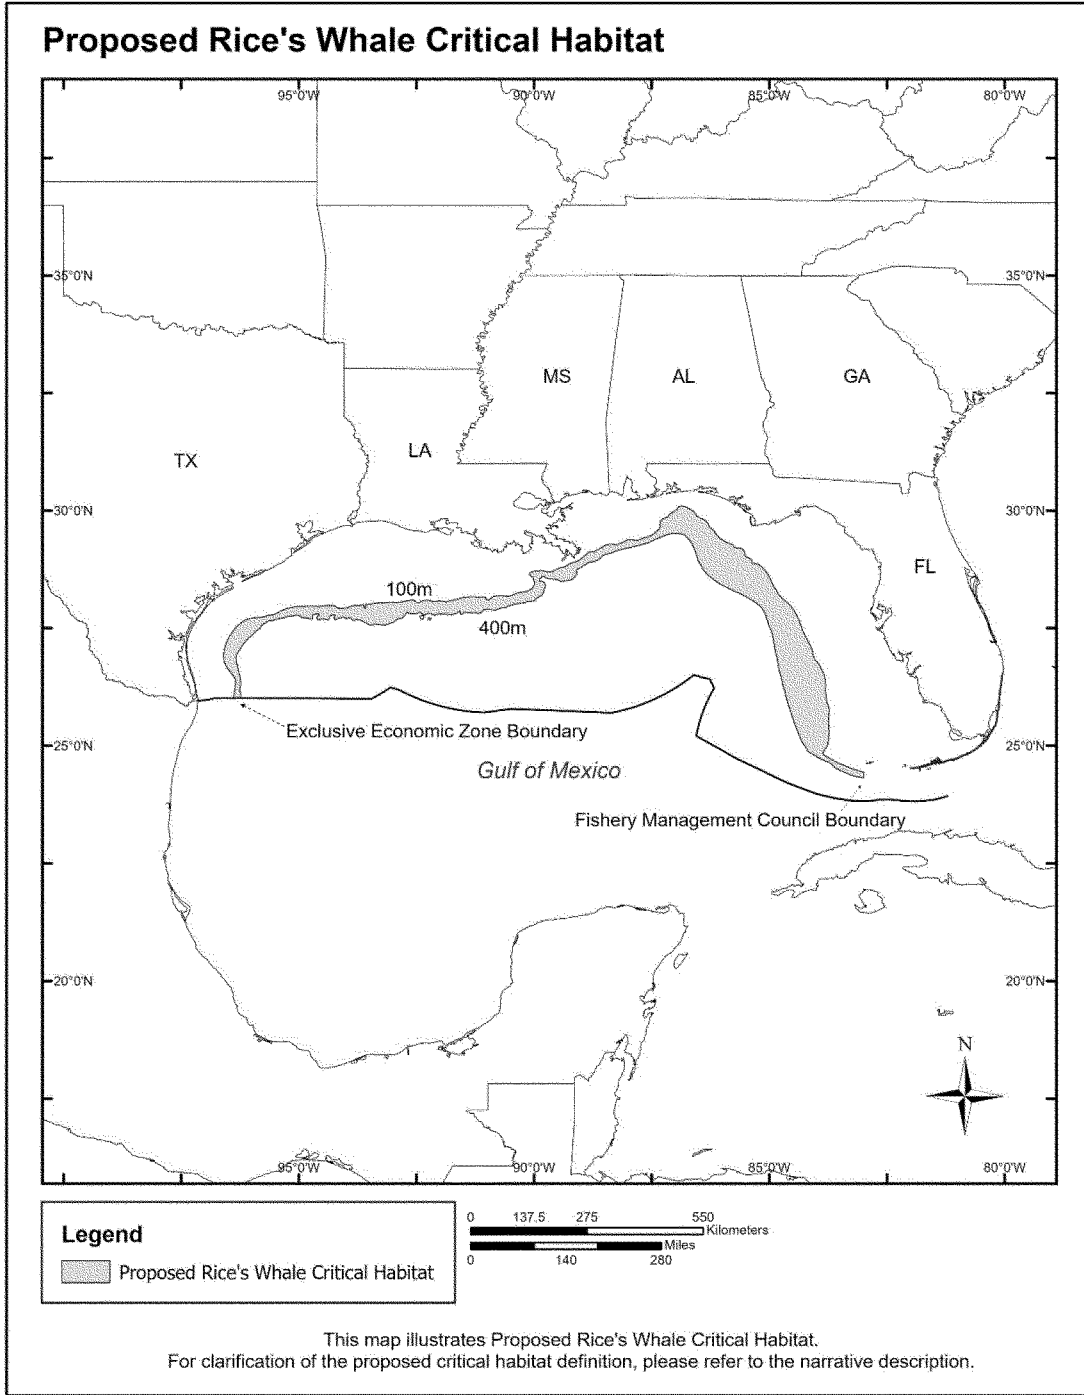 Proposed Rice's Whale Critical Habitat
95°0'W 90°0'W 85°0'W 80°0'W
35°0'N 35°0'N
MS AL GA
TX LA
30°0'N 30°0'N
FL
100m
400m
Exclusive Economic Zone Boundary
25°0'N 25°0'N
Gulf of Mexico
Fishery Management Council Boundary
20°0'N 20°0'N
N
95°0'W 90°0'W 85°0'W 80°0'W
Legend
Proposed Rice's Whale Critical Habitat
0 137.5 275 550
Kilometers
Miles
0 140 280
This map illustrates Proposed Rice's Whale Critical Habitat.
For clarification of the proposed critical habitat definition, please refer to the narrative description.